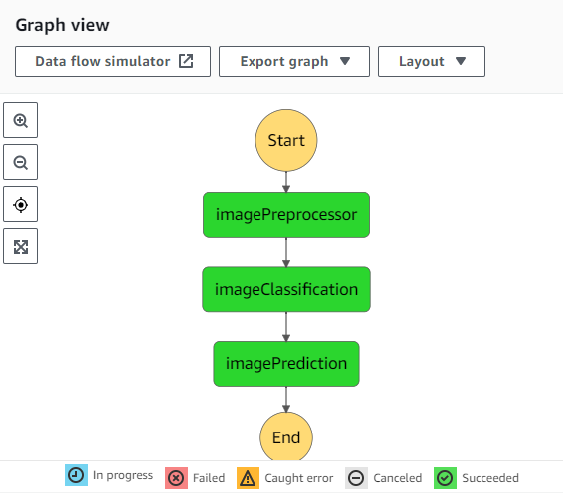 Graph view
Data flow simulator
Export graph
Layout
Start
imagePreprocessor
imageClassification
imagePrediction
End
In progress Failed Caught error Canceled Succeeded